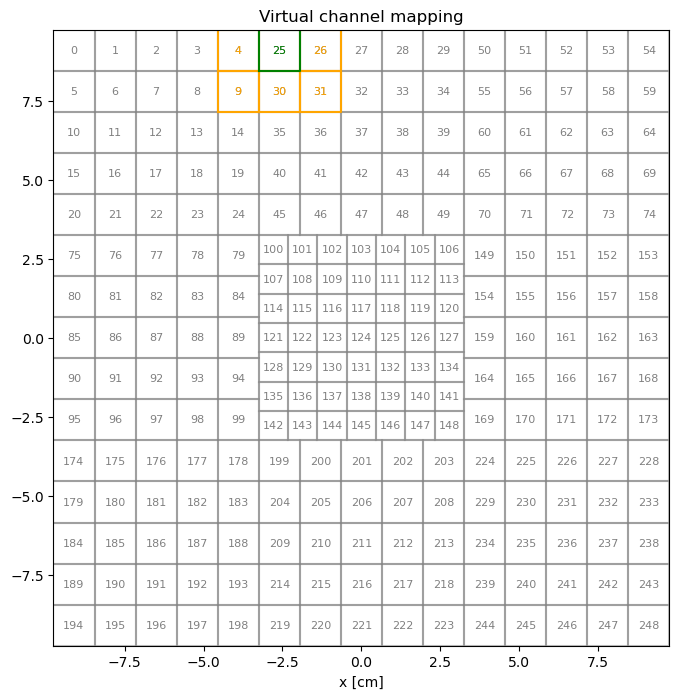 Virtual channel mapping
0 1 2 3 4 25 26 27 28 29 50 51 52 53 54
5 6 7 8 9 30 31 32 33 34 55 56 57 58 59
7.5
10 11 12 13 14 35 36 37 38 39 60 61 62 63 64
5.0
15 16 17 18 19 40 41 42 43 44 65 66 67 68 69
20 21 22 23 24 45 46 47 48 49 70 71 72 73 74
2.5
75 76 77 78 79 100 101 102 103 104 105 106 149 150 151 152 153
107 108 109 110 111 112 113
80 81 82 83 84 114 115 116 117 118 119 120 154 155 156 157 158
0.0
85 86 87 88 89 121 122 123 124 125 126 127 159 160 161 162 163
128 129 130 131 132 133 134
90 91 92 93 94 164 165 166 167 168
135 136 137 138 139 140 141
−2.5
95 96 97 98 99 142 143 144 145 146 147 148 169 170 171 172 173
174 175 176 177 178 199 200 201 202 203 224 225 226 227 228
−5.0
179 180 181 182 183 204 205 206 207 208 229 230 231 232 233
184 185 186 187 188 209 210 211 212 213 234 235 236 237 238
−7.5
189 190 191 192 193 214 215 216 217 218 239 240 241 242 243
194 195 196 197 198 219 220 221 222 223 244 245 246 247 248
−7.5 −5.0 −2.5 0.0 2.5 5.0 7.5
x [cm]